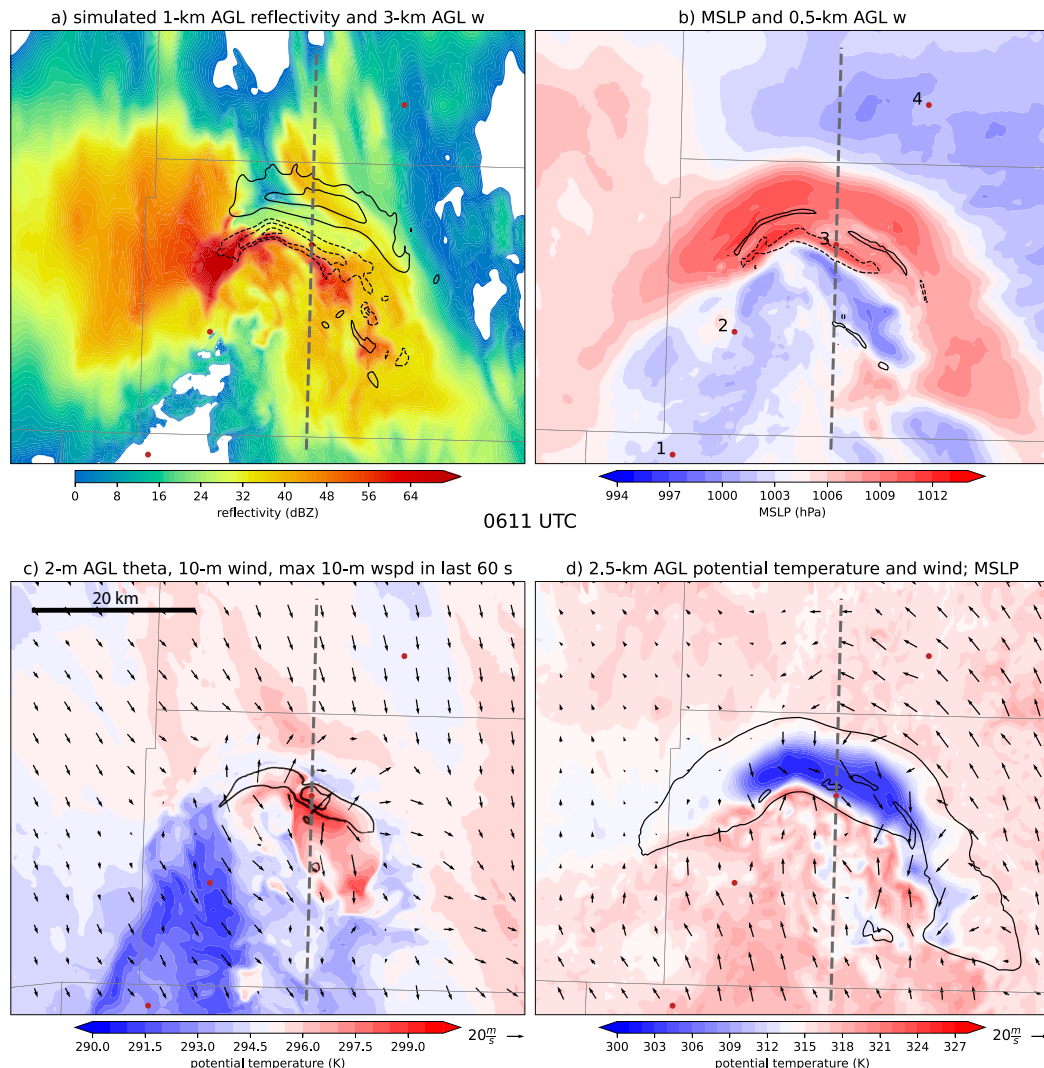 a) simulated 1-km AGL reflectivity and 3-km AGL w
b) MSLP and 0.5-km AGL w
4
3
2
1
0 8 16 24 32 40 48 56 64
reflectivity (dBZ)
994 997 1000 1003 1006 1009 1012
MSLP (hPa)
0611 UTC
c) 2-m AGL theta, 10-m wind, max 10-m wspd in last 60 s
d) 2.5-km AGL potential temperature and wind; MSLP
20 km
290.0 291.5 293.0 294.5 296.0 297.5 299.0
potential temperature (K)
20 m/s
300 303 306 309 312 315 318 321 324 327
potential temperature (K)
20 m/s